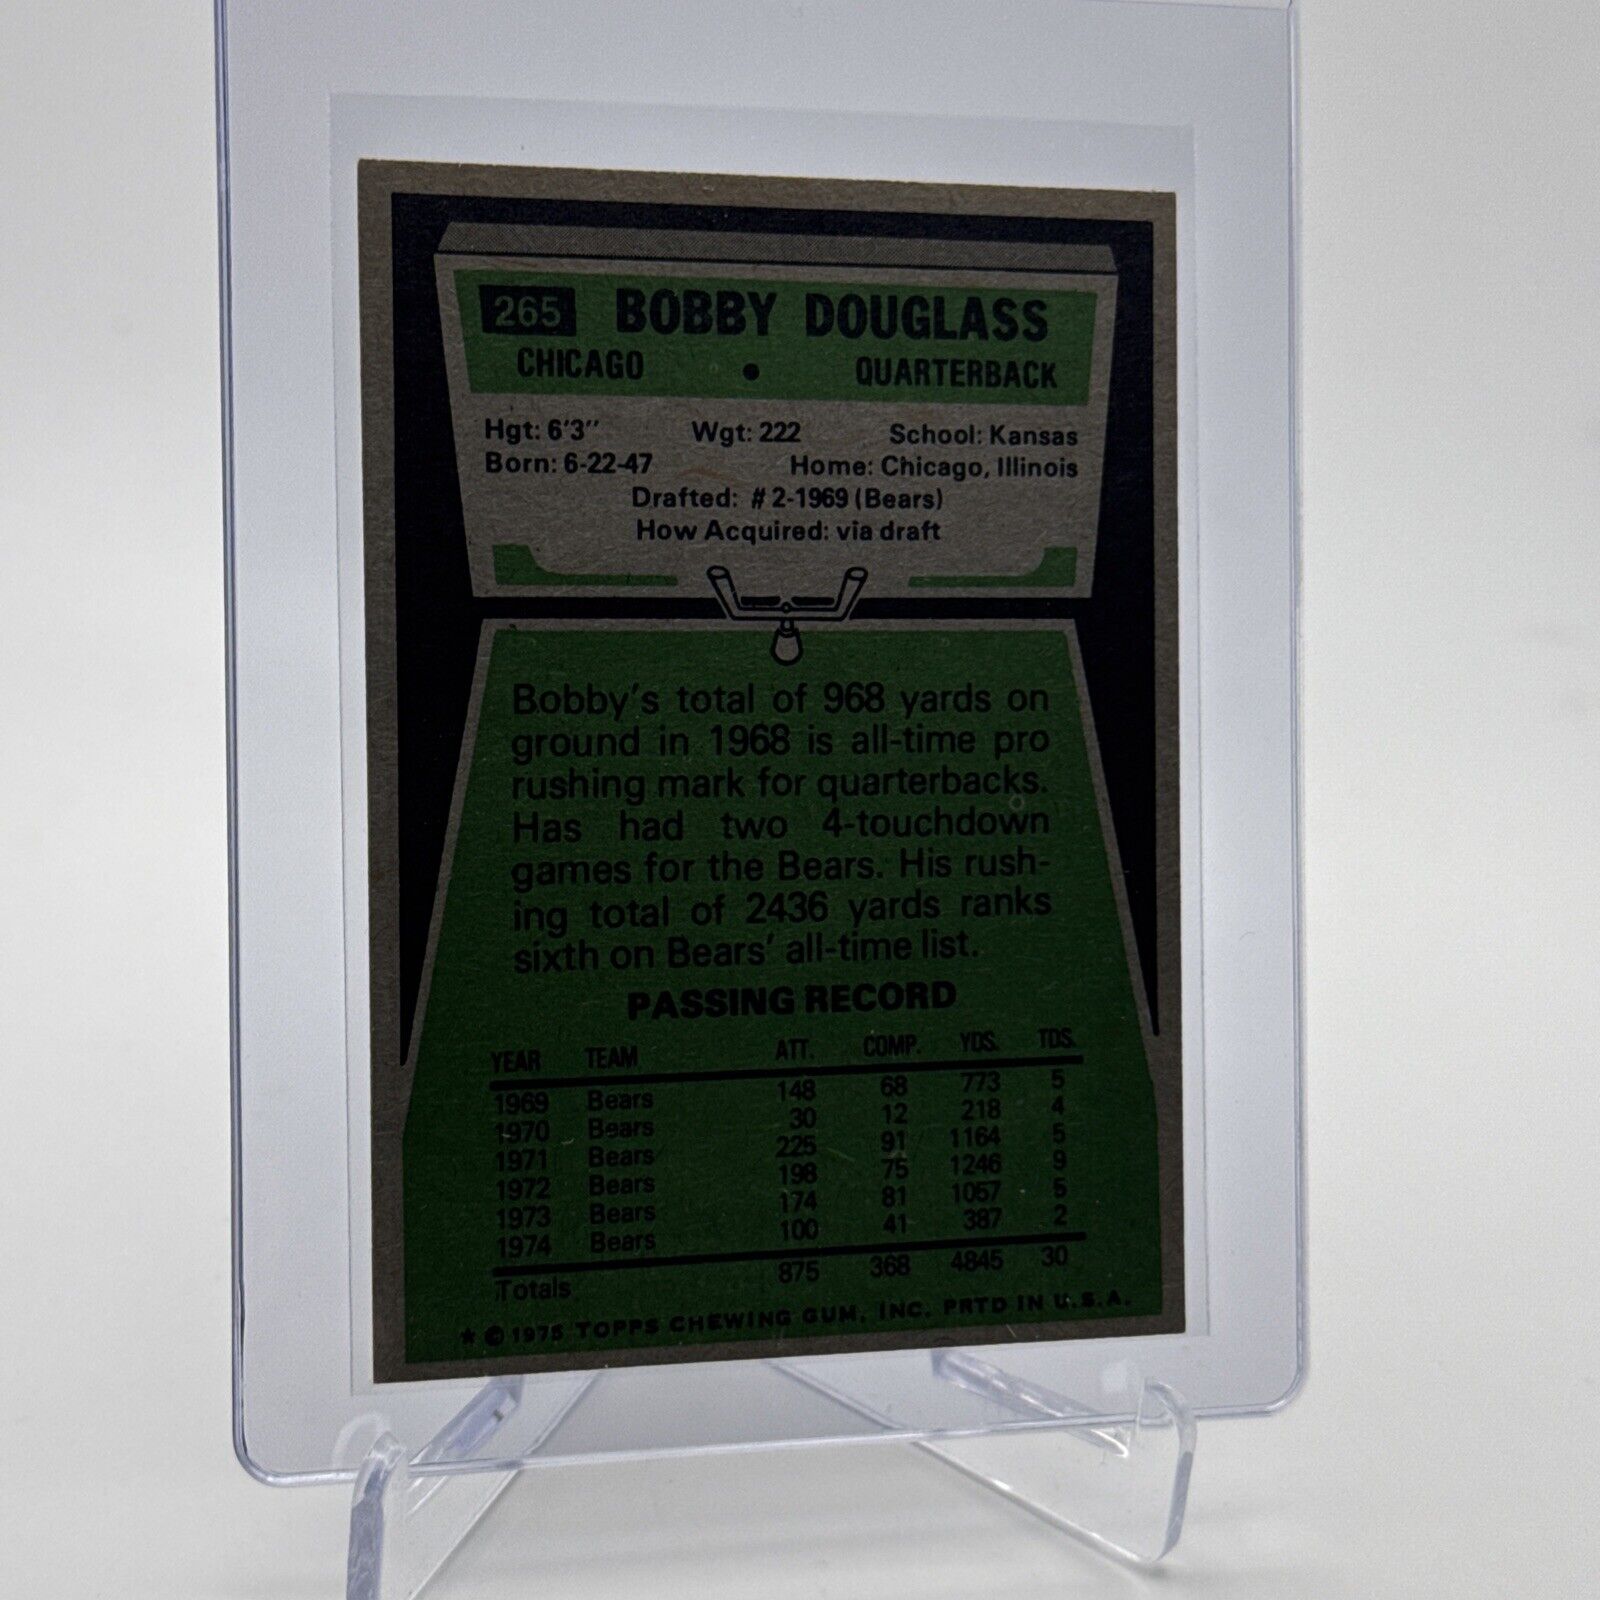 265 BOBBY DOUGLASS
CHICAGO • QUARTERBACK
Hgt: 6'3" Wgt: 222 School: Kansas
Born: 6-22-47 Home: Chicago, Illinois
Drafted: #2-1969 (Bears)
How Acquired: via draft
Bobby's total of 968 yards on
ground in 1968 is all-time pro
rushing mark for quarterbacks.
Has had two 4-touchdown
games for the Bears. His rush-
ing total of 2436 yards ranks
sixth on Bears' all-time list.
PASSING RECORD
YEAR TEAM ATT. COMP. YDS. TDS.
1969 Bears 148 68 773 5
1970 Bears 30 12 218 4
1971 Bears 225 91 1164 5
1972 Bears 198 75 1246 9
1973 Bears 174 81 1057 5
1974 Bears 100 41 387 2
Totals 875 368 4845 30
★ © 1975 TOPPS CHEWING GUM, INC. PRTD IN U.S.A.